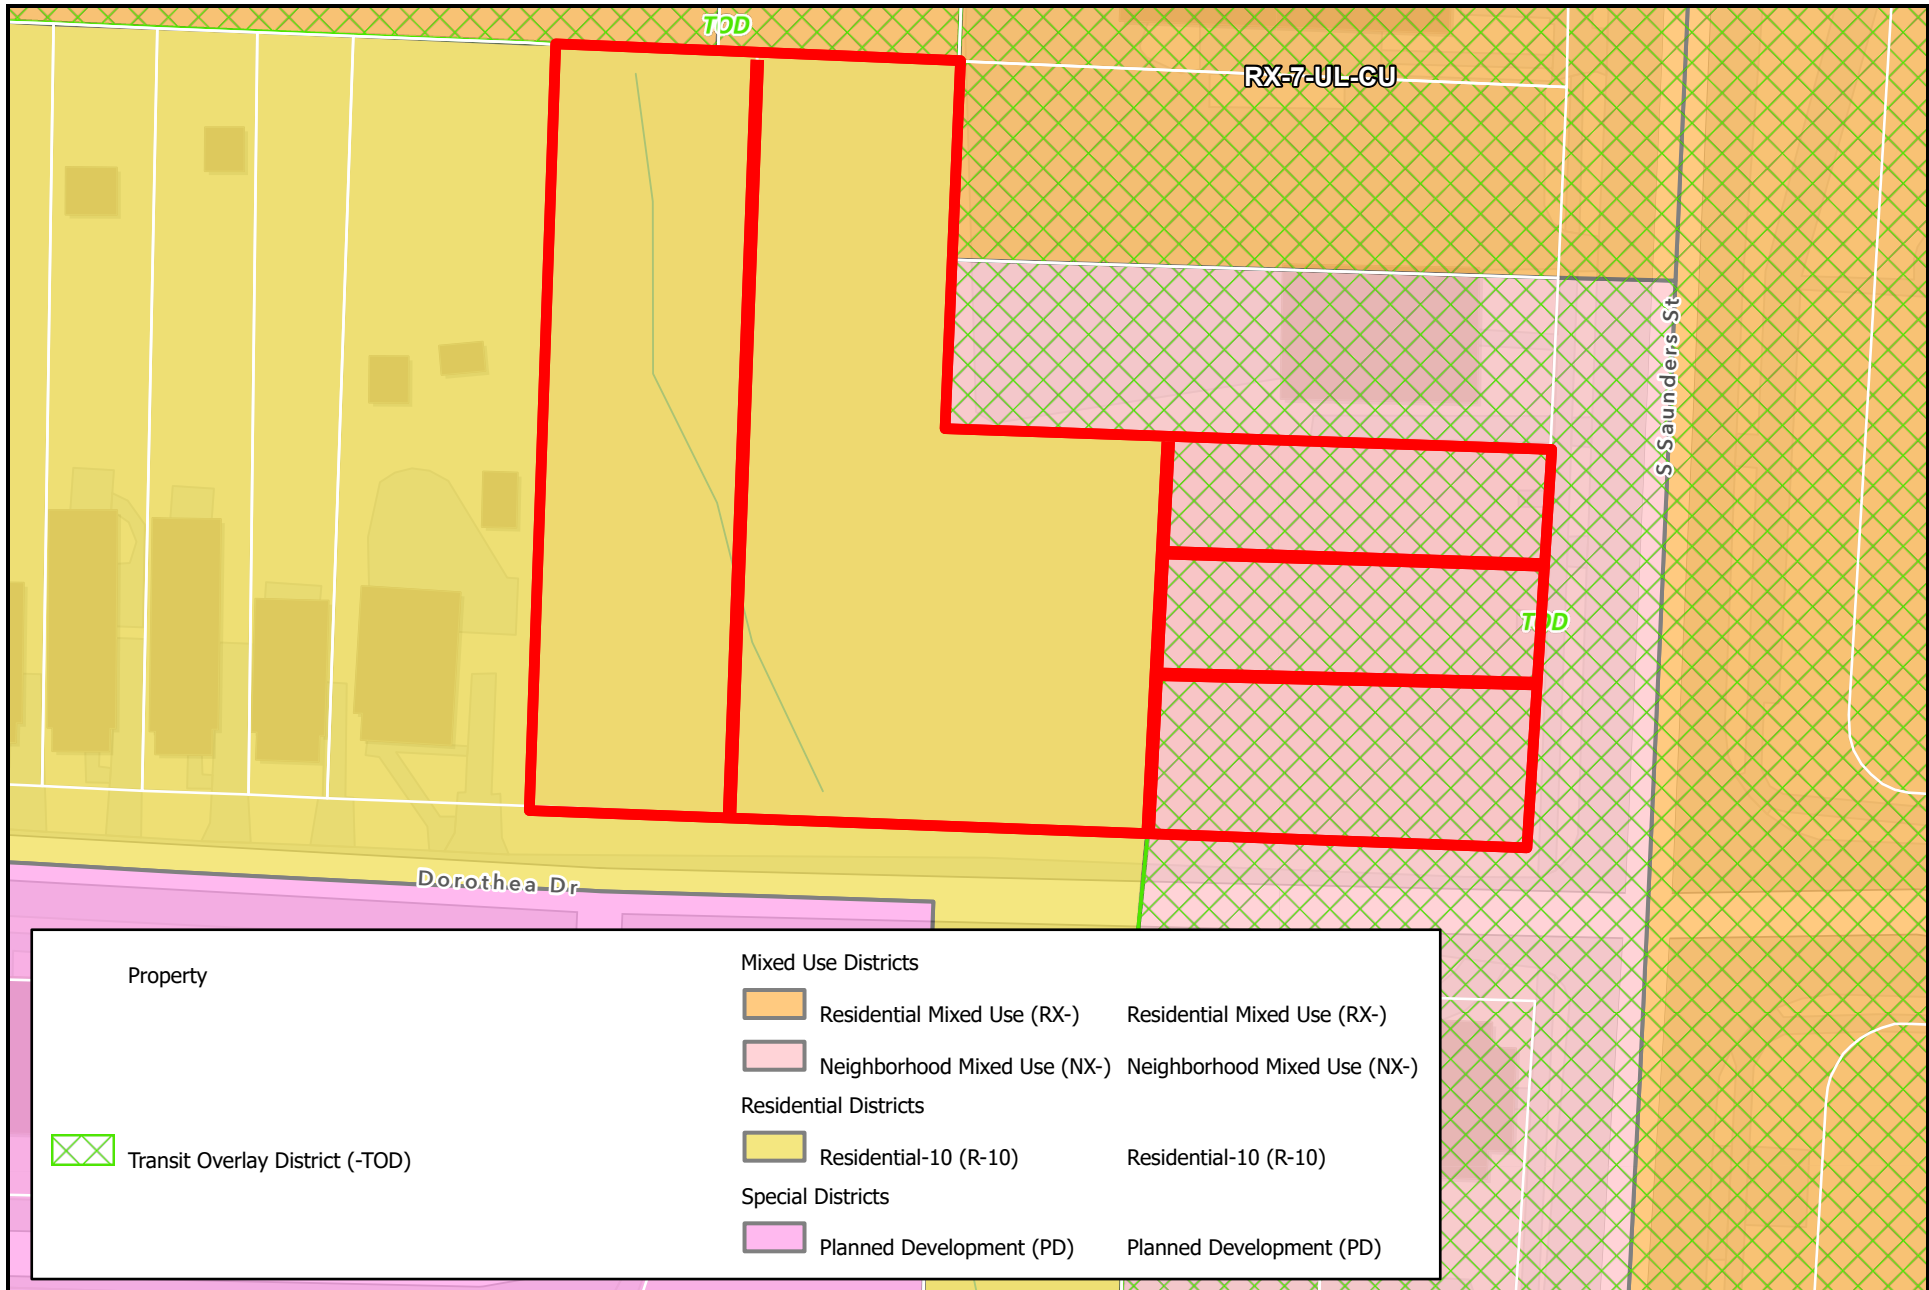 TOD
RX-7-UL-CU
S Saunders St
TOD
Dorothea Dr
Property
Transit Overlay District (-TOD)
Mixed Use Districts
Residential Mixed Use (RX-) Residential Mixed Use (RX-)
Neighborhood Mixed Use (NX-) Neighborhood Mixed Use (NX-)
Residential Districts
Residential-10 (R-10) Residential-10 (R-10)
Special Districts
Planned Development (PD) Planned Development (PD)